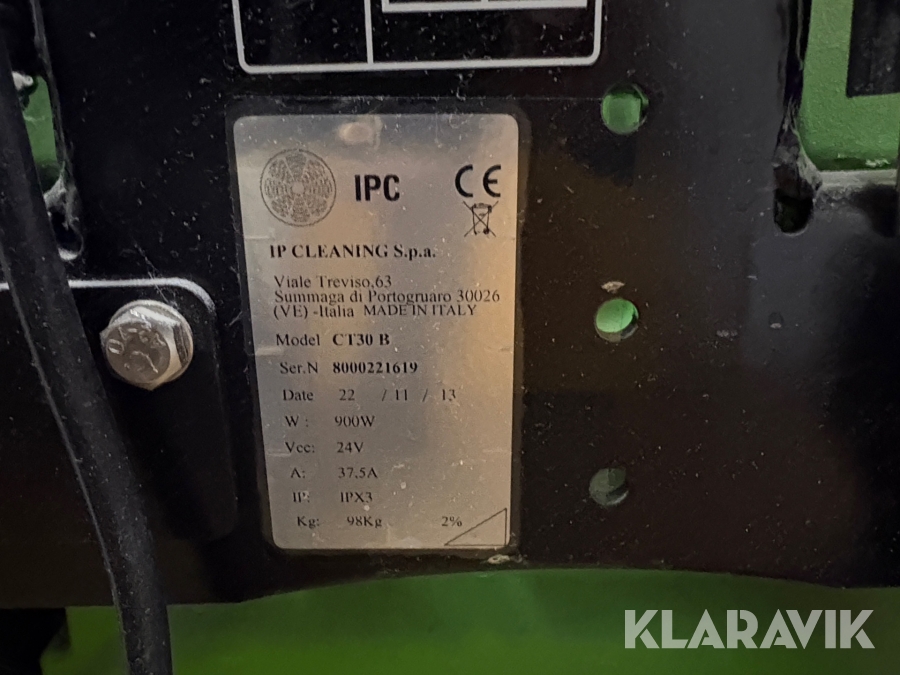 IPC CE
IP CLEANING S.p.a.
Viale Treviso,63
Summaga di Portogruaro 30026
(VE) -Italia MADE IN ITALY
Model CT30 B
Ser.N 8000221619
Date 22 / 11 / 13
W : 900W
Vcc: 24V
A: 37.5A
IP: IPX3
Kg: 98Kg 2%
KLARAVIK